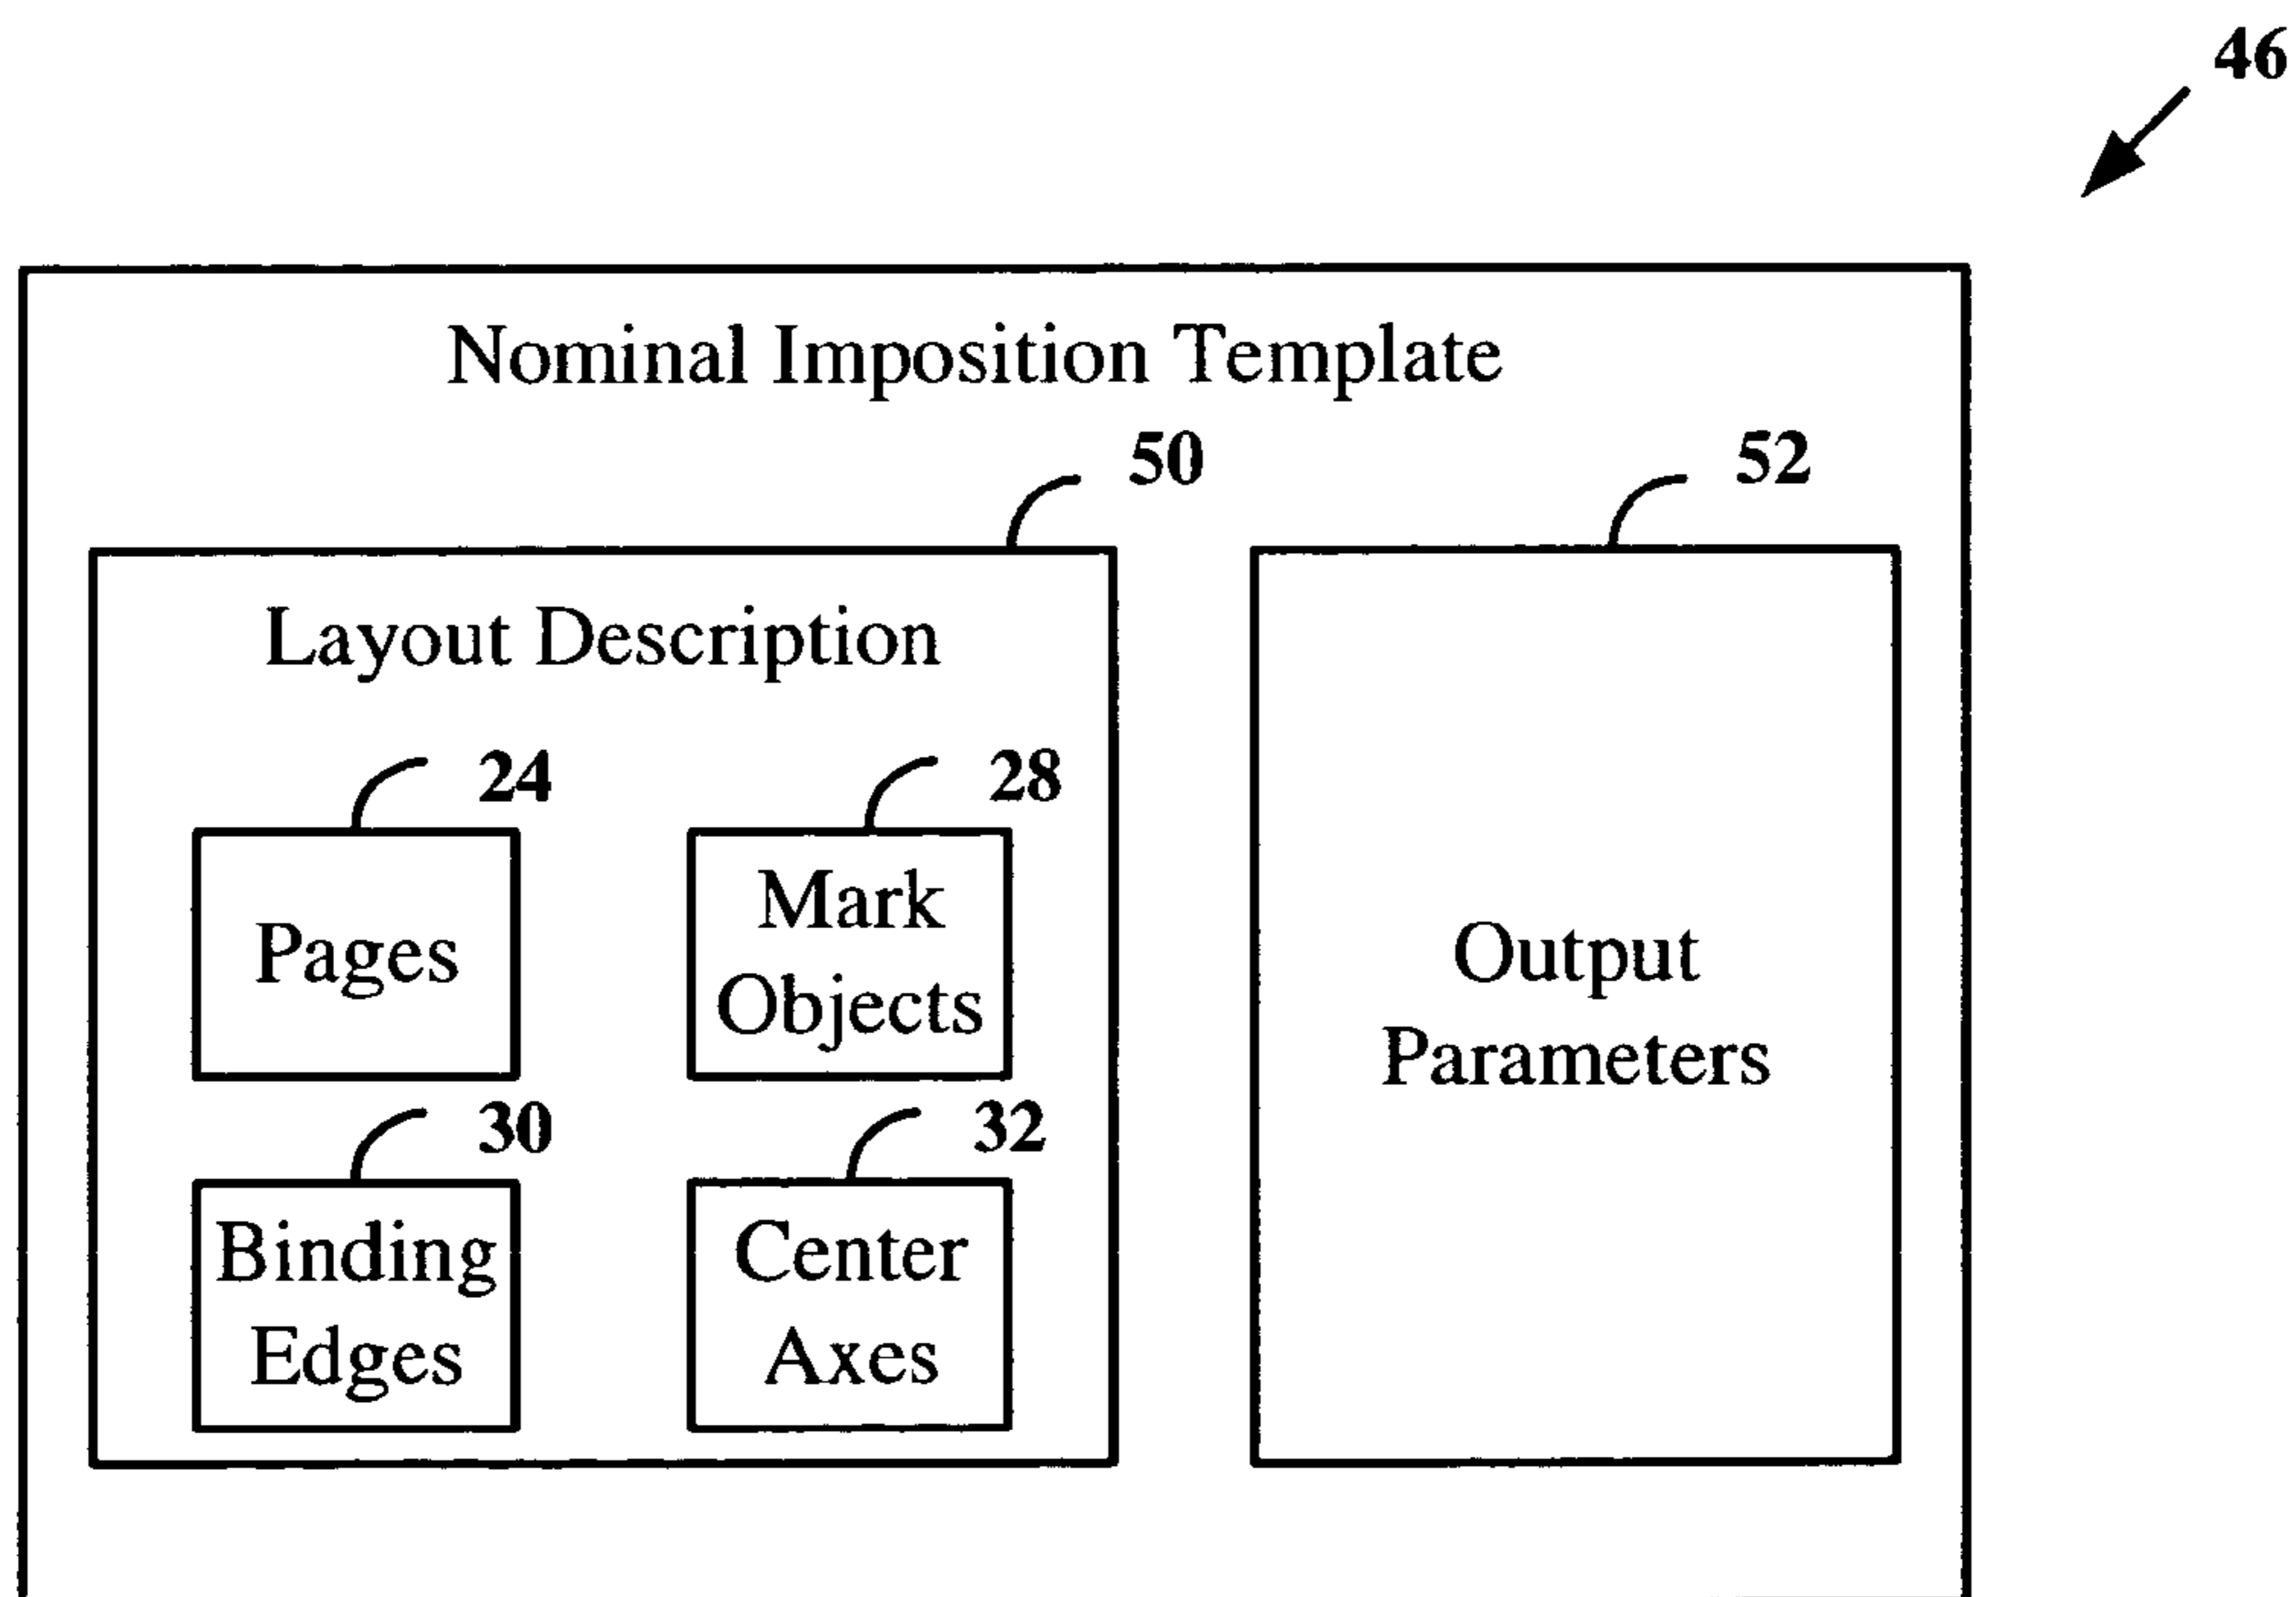 46
Nominal Imposition Template
50
52
Layout Description
24
28
Pages
Mark
Objects
30
32
Binding
Edges
Center
Axes
Output
Parameters